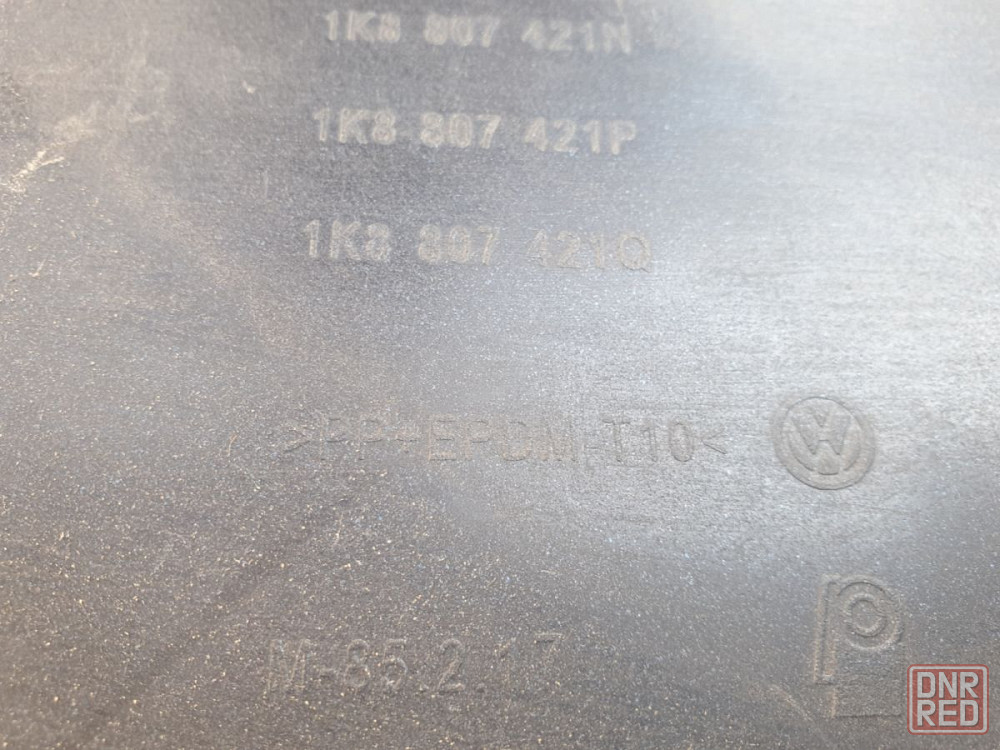 1K8 807 421N
1K8 807 421P
1K8 807 421Q
>PP+EPDM-T10<
M-85.2.17
DNR
RED